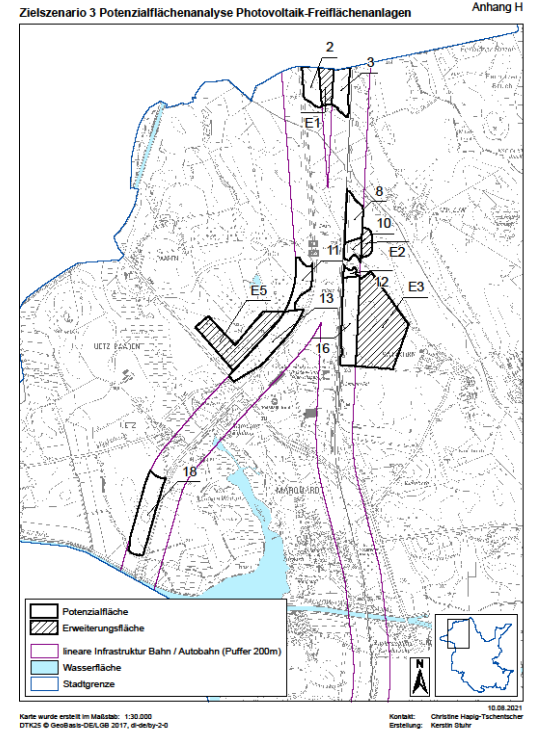 Zielszenario 3 Potenzialflächenanalyse Photovoltaik-Freiflächenanlagen
Anhang H
2
3
E1
8
10
E2
11
12
E3
E5
13
16
18
UETZ PAAREN
MARQUARDT
Potenzialfläche
Erweiterungsfläche
lineare Infrastruktur Bahn / Autobahn (Puffer 200m)
Wasserfläche
Stadtgrenze
N
10.08.2021
Karte wurde erstellt im Maßstab: 1:30.000
DTK25 © GeoBasis-DE/LGB 2017, dl-de/by-2-0
Kontakt: Christine Hapig-Tschentscher
Erstellung: Kerstin Stuhr